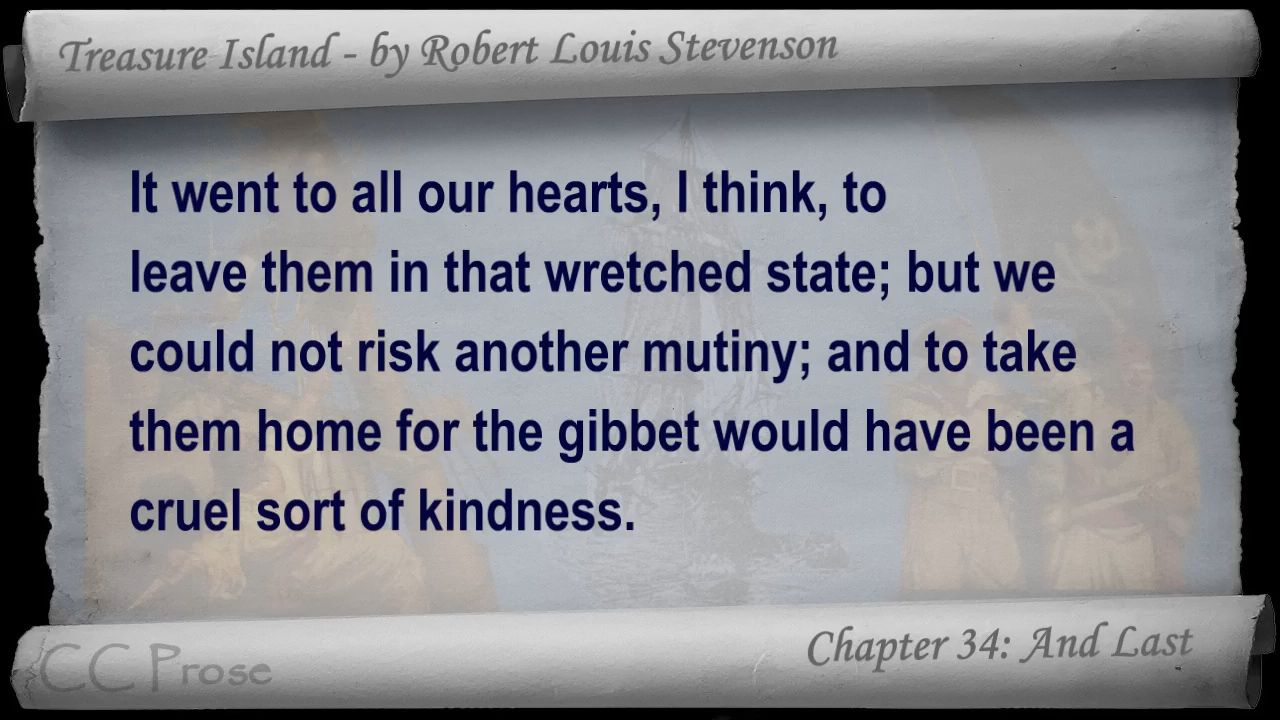 Treasure Island - by Robert Louis Stevenson
It went to all our hearts, I think, to
leave them in that wretched state; but we
could not risk another mutiny; and to take
them home for the gibbet would have been a
cruel sort of kindness.
CC Prose
Chapter 34: And Last